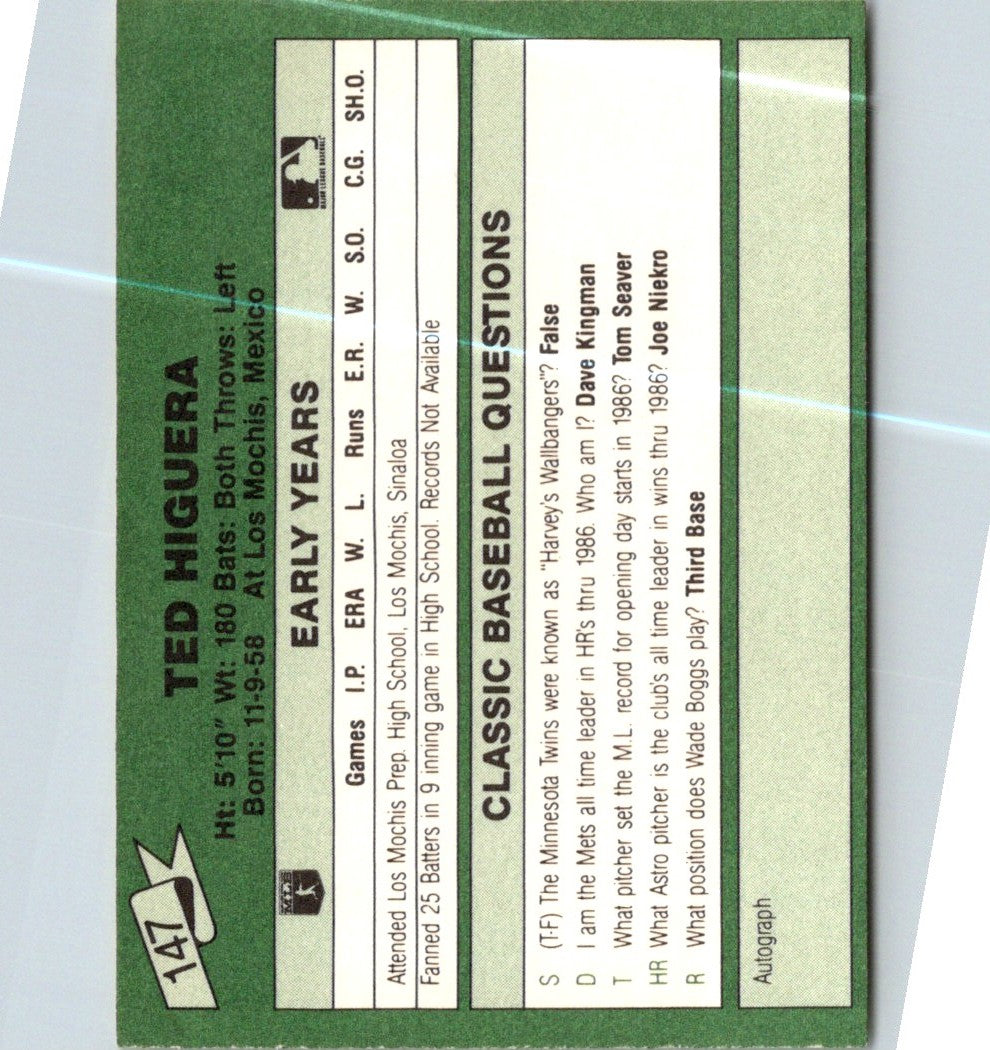 147
TED HIGUERA
Ht: 5'10" Wt: 180 Bats: Both Throws: Left
Born: 11-9-58 At Los Mochis, Mexico
EARLY YEARS
MAJOR LEAGUE BASEBALL
Games I.P. ERA W. L. Runs E.R. W. S.O. C.G. SH.O.
Attended Los Mochis Prep. High School, Los Mochis, Sinaloa
Fanned 25 Batters in 9 inning game in High School. Records Not Available
CLASSIC BASEBALL QUESTIONS
S (T-F) The Minnesota Twins were known as "Harvey's Wallbangers"? False
D I am the Mets all time leader in HR's thru 1986. Who am I? Dave Kingman
T What pitcher set the M.L. record for opening day starts in 1986? Tom Seaver
HR What Astro pitcher is the club's all time leader in wins thru 1986? Joe Niekro
R What position does Wade Boggs play? Third Base
Autograph